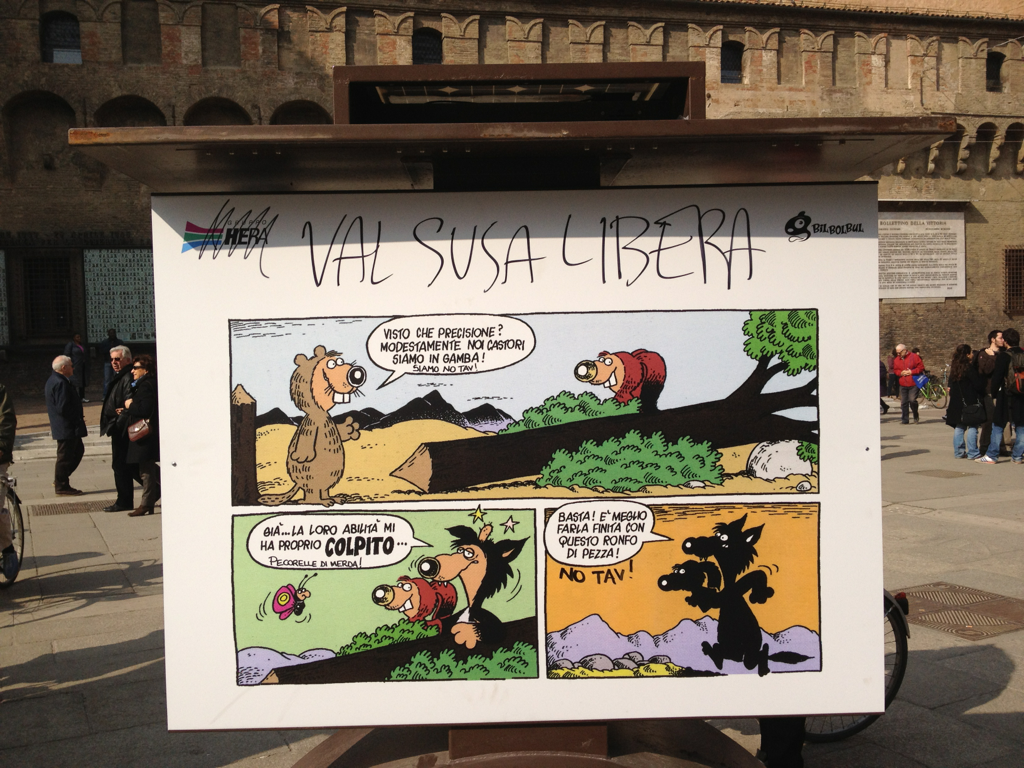 HERA
VAL SUSA LIBERA
BILBOLBUL
BOLLETTINO DELLA
VISTO CHE PRECISIONE?
MODESTAMENTE NOI CASTORI
SIAMO IN GAMBA!
SIAMO NO TAV!
GIÀ...LA LORO ABILITÀ MI
HA PROPRIO COLPITO...
PECORELLE DI MERDA!
BASTA! E' MEGLIO
FARLA FINITA CON
QUESTO RONFO
DI PEZZA!
NO TAV!